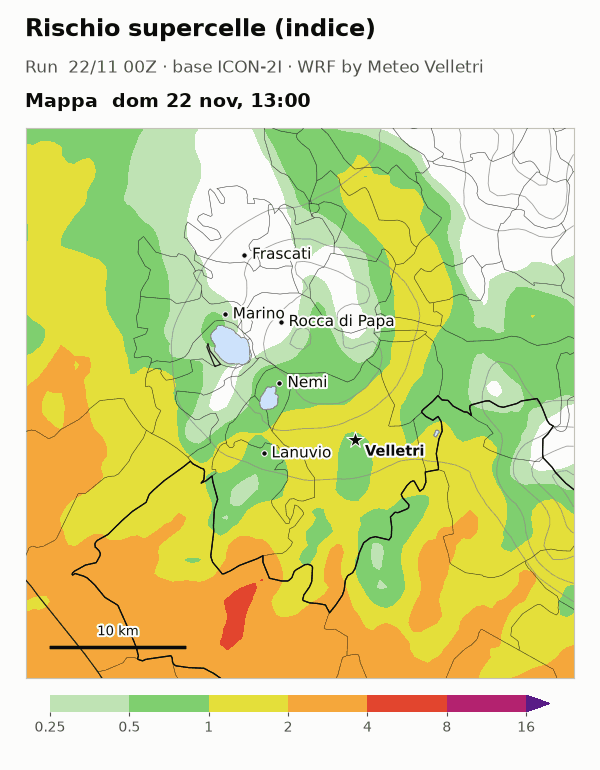 Rischio supercelle (indice)
Run  22/11 00Z · base ICON-2I · WRF by Meteo Velletri
Mappa  dom 22 nov, 13:00
Frascati
Marino
Rocca di Papa
Nemi
Velletri
Lanuvio
10 km
0.25 0.5 1 2 4 8 16